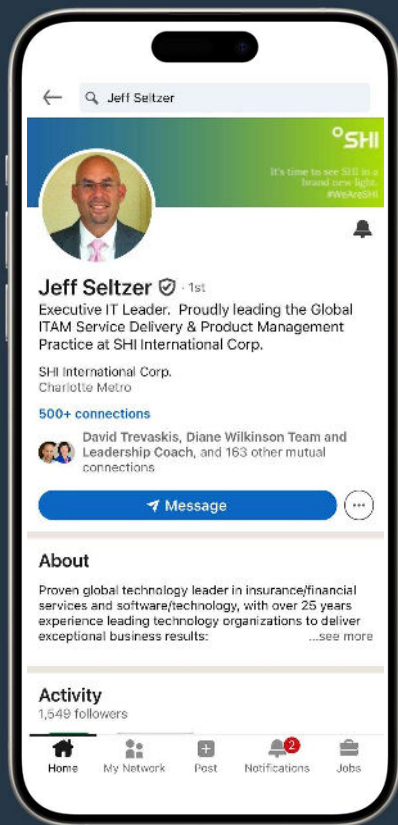 Jeff Seltzer
°SHI
It's time to see SHI in a
brand new light.
#WeAreSHI
Jeff Seltzer · 1st
Executive IT Leader. Proudly leading the Global
ITAM Service Delivery & Product Management
Practice at SHI International Corp.
SHI International Corp.
Charlotte Metro
500+ connections
David Trevaskis, Diane Wilkinson Team and
Leadership Coach, and 163 other mutual
connections
Message
About
Proven global technology leader in insurance/financial
services and software/technology, with over 25 years
experience leading technology organizations to deliver
exceptional business results: ...see more
Activity
1,549 followers
2
Home My Network Post Notifications Jobs